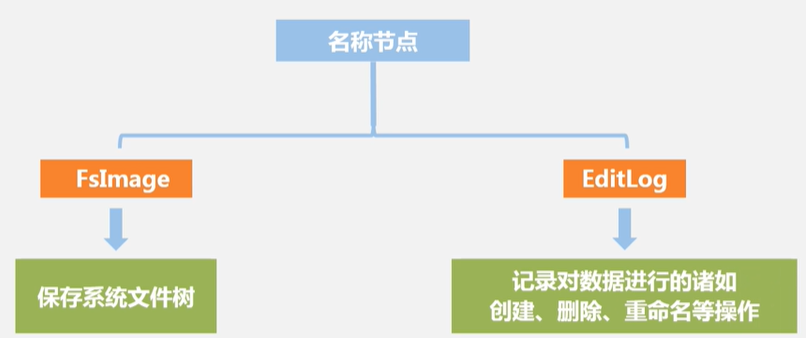 名称节点
FsImage
EditLog
保存系统文件树
记录对数据进行的诸如
创建、删除、重命名等操作